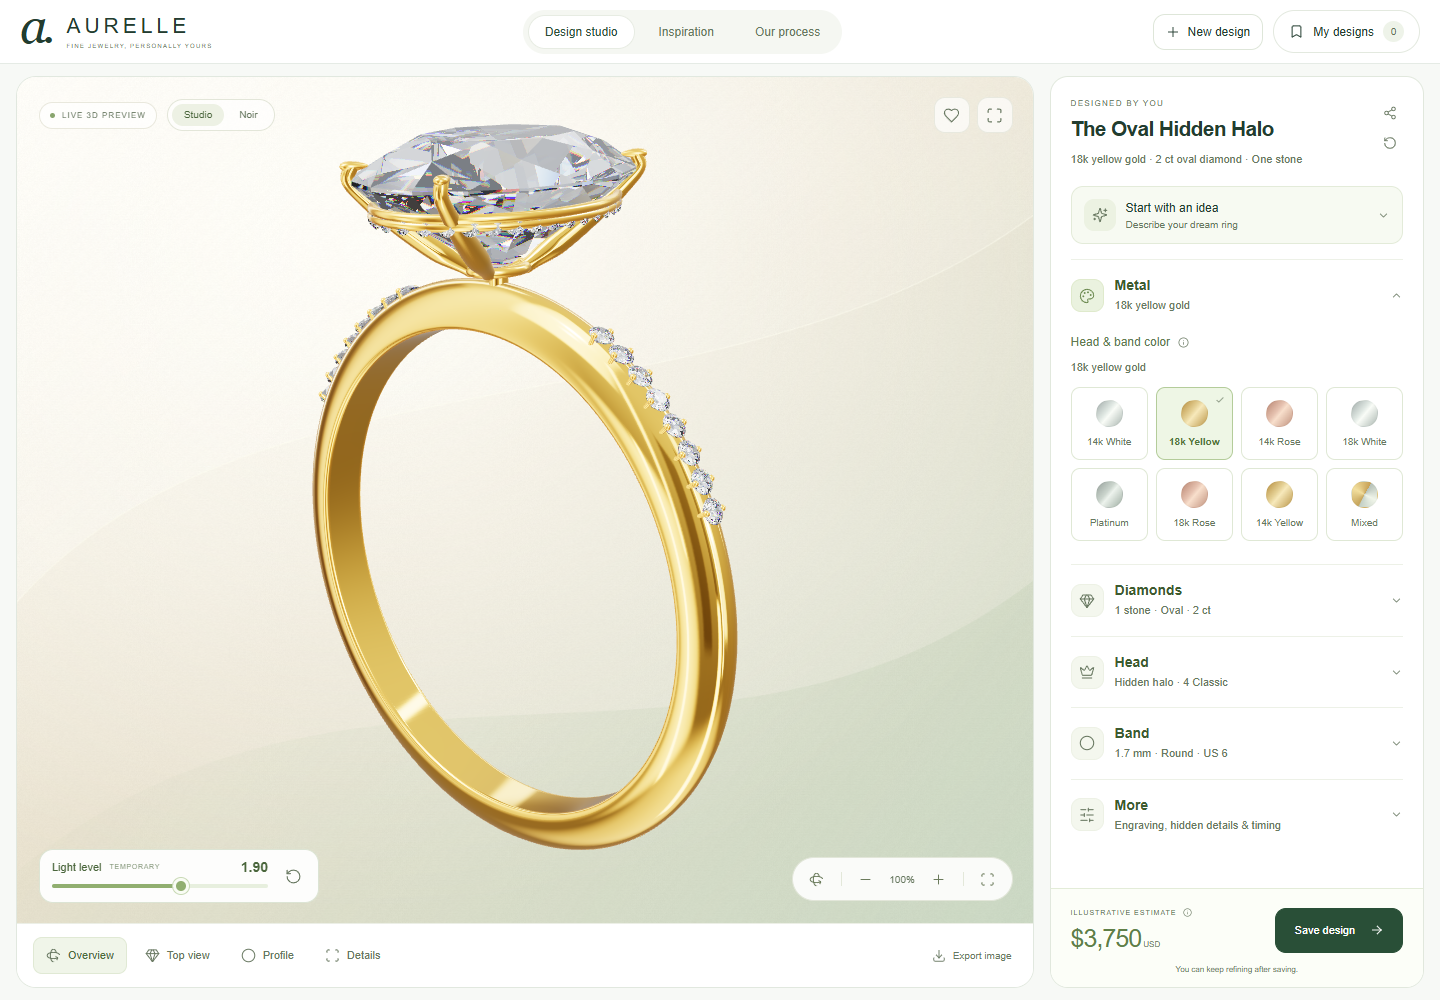 a. AURELLE
FINE JEWELRY, PERSONALLY YOURS
Design studio
Inspiration
Our process
New design
My designs 0
LIVE 3D PREVIEW
Studio
Noir
Light level TEMPORARY 1.90
100%
Overview
Top view
Profile
Details
Export image
DESIGNED BY YOU
The Oval Hidden Halo
18k yellow gold · 2 ct oval diamond · One stone
Start with an idea
Describe your dream ring
Metal
18k yellow gold
Head & band color
18k yellow gold
14k White
18k Yellow
14k Rose
18k White
Platinum
18k Rose
14k Yellow
Mixed
Diamonds
1 stone · Oval · 2 ct
Head
Hidden halo · 4 Classic
Band
1.7 mm · Round · US 6
More
Engraving, hidden details & timing
ILLUSTRATIVE ESTIMATE
$3,750 USD
Save design
You can keep refining after saving.